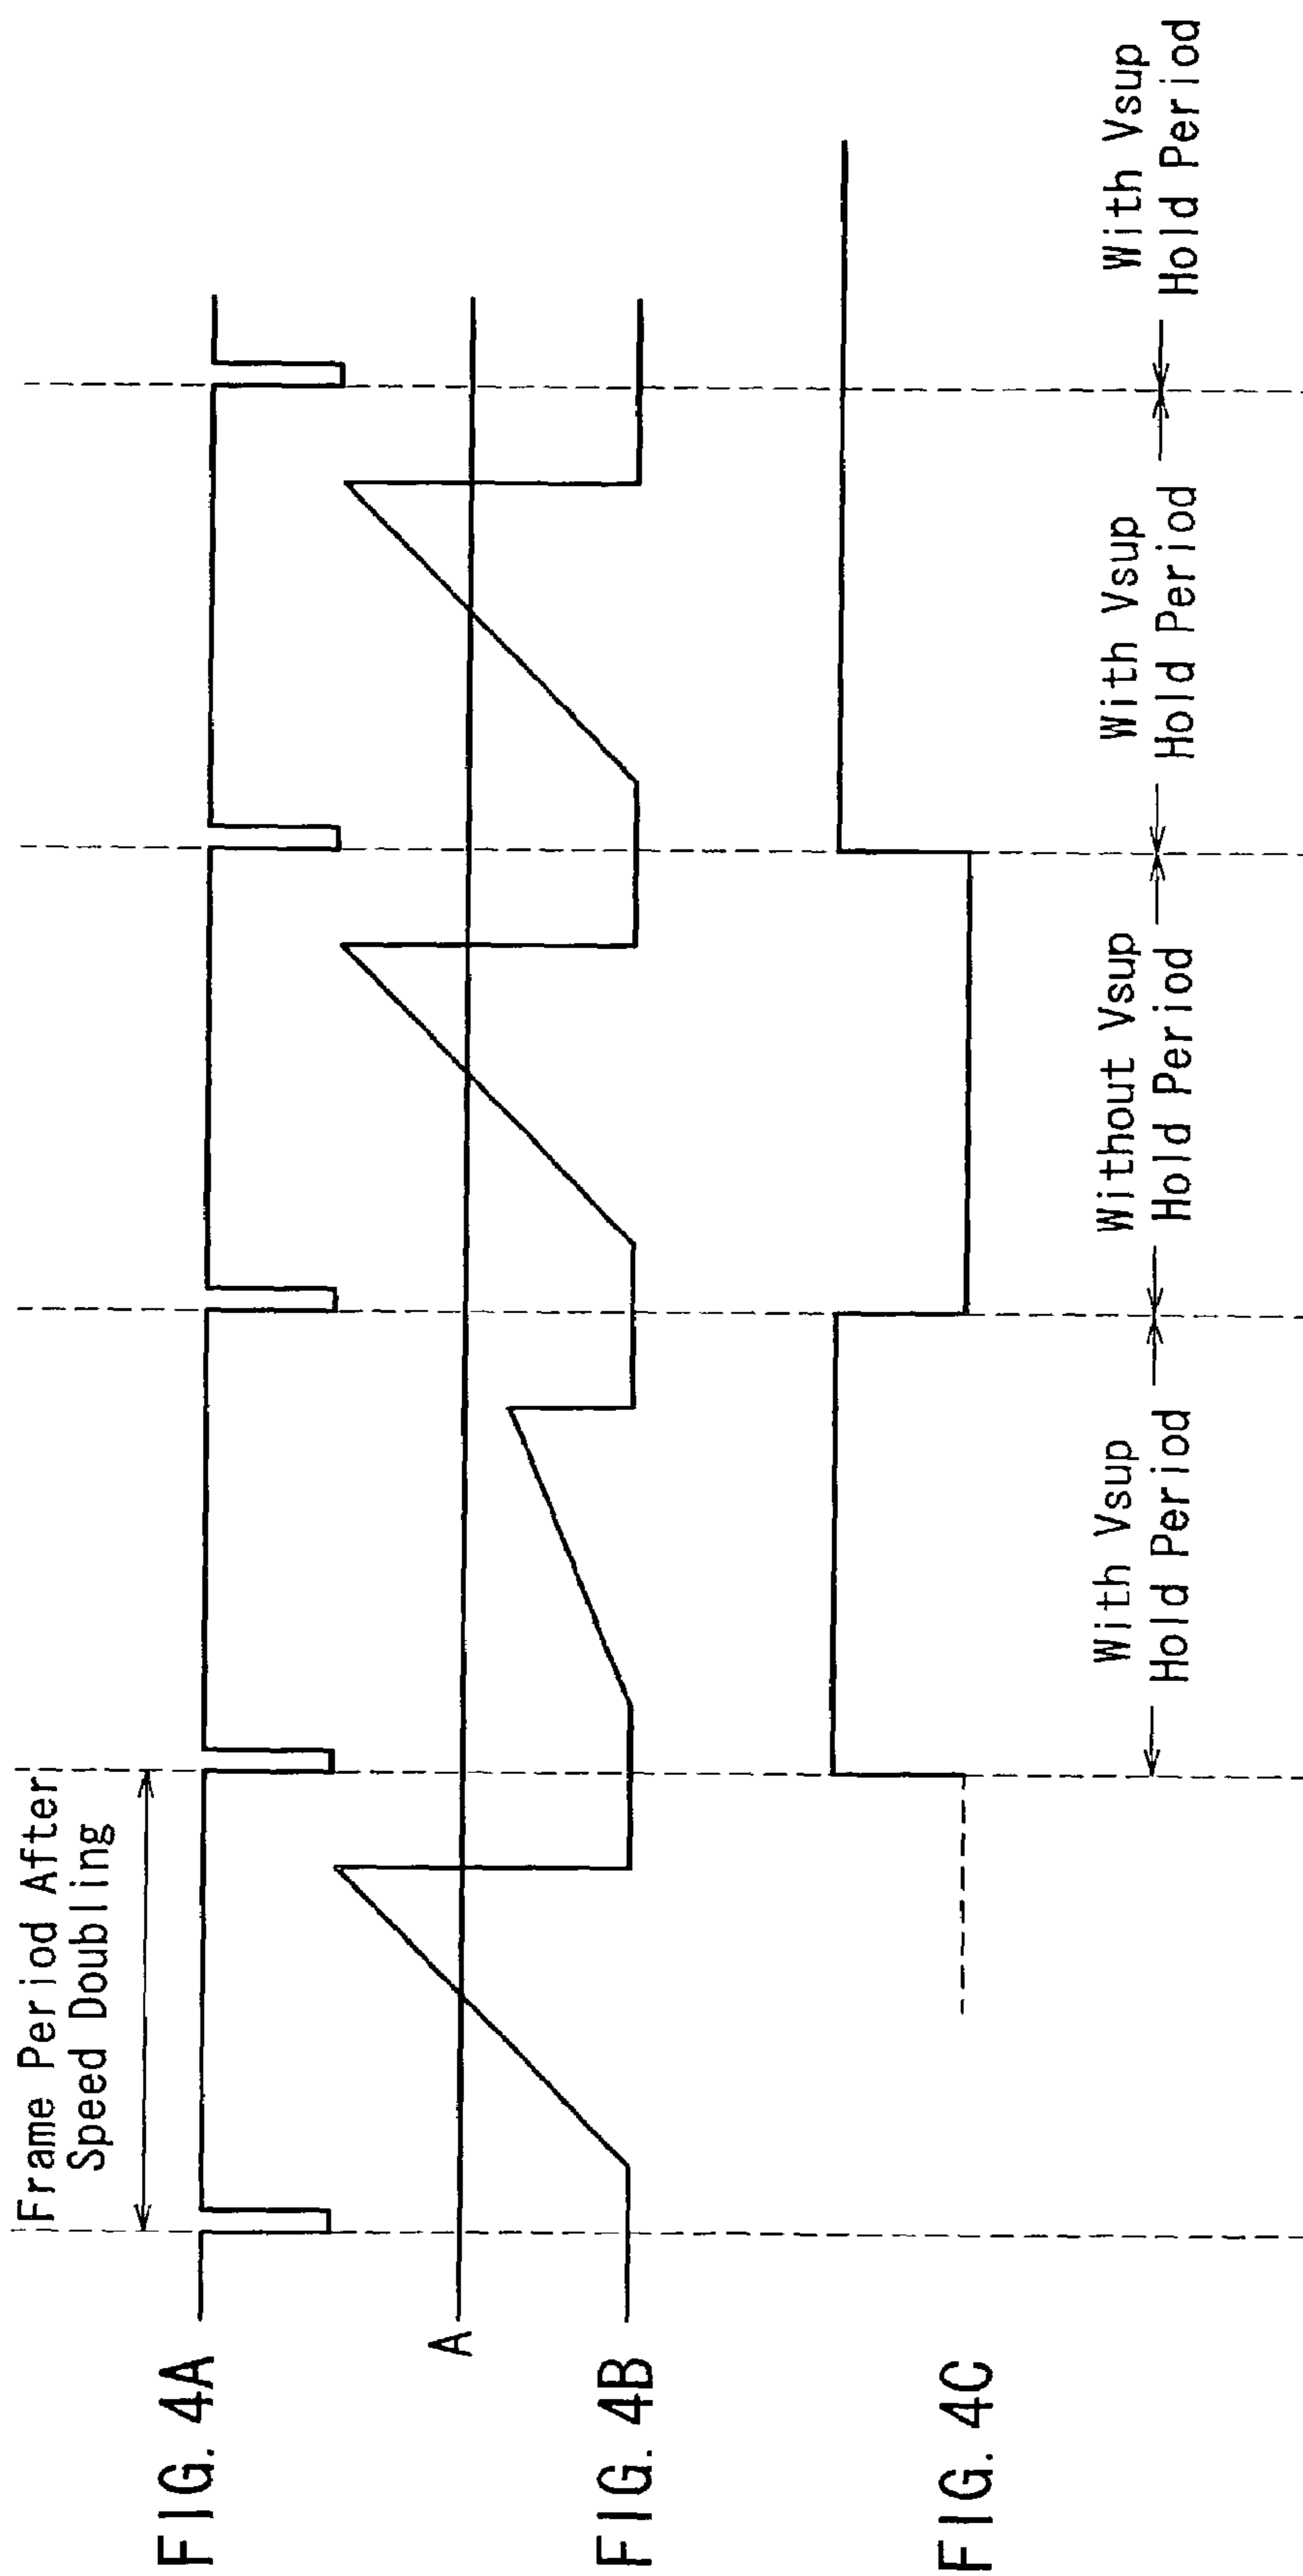 Frame Period After
Speed Doubling
FIG. 4A
A
FIG. 4B
FIG. 4C
With Vsup
Hold Period
Without Vsup
Hold Period
With Vsup
Hold Period
With Vsup
Hold Period